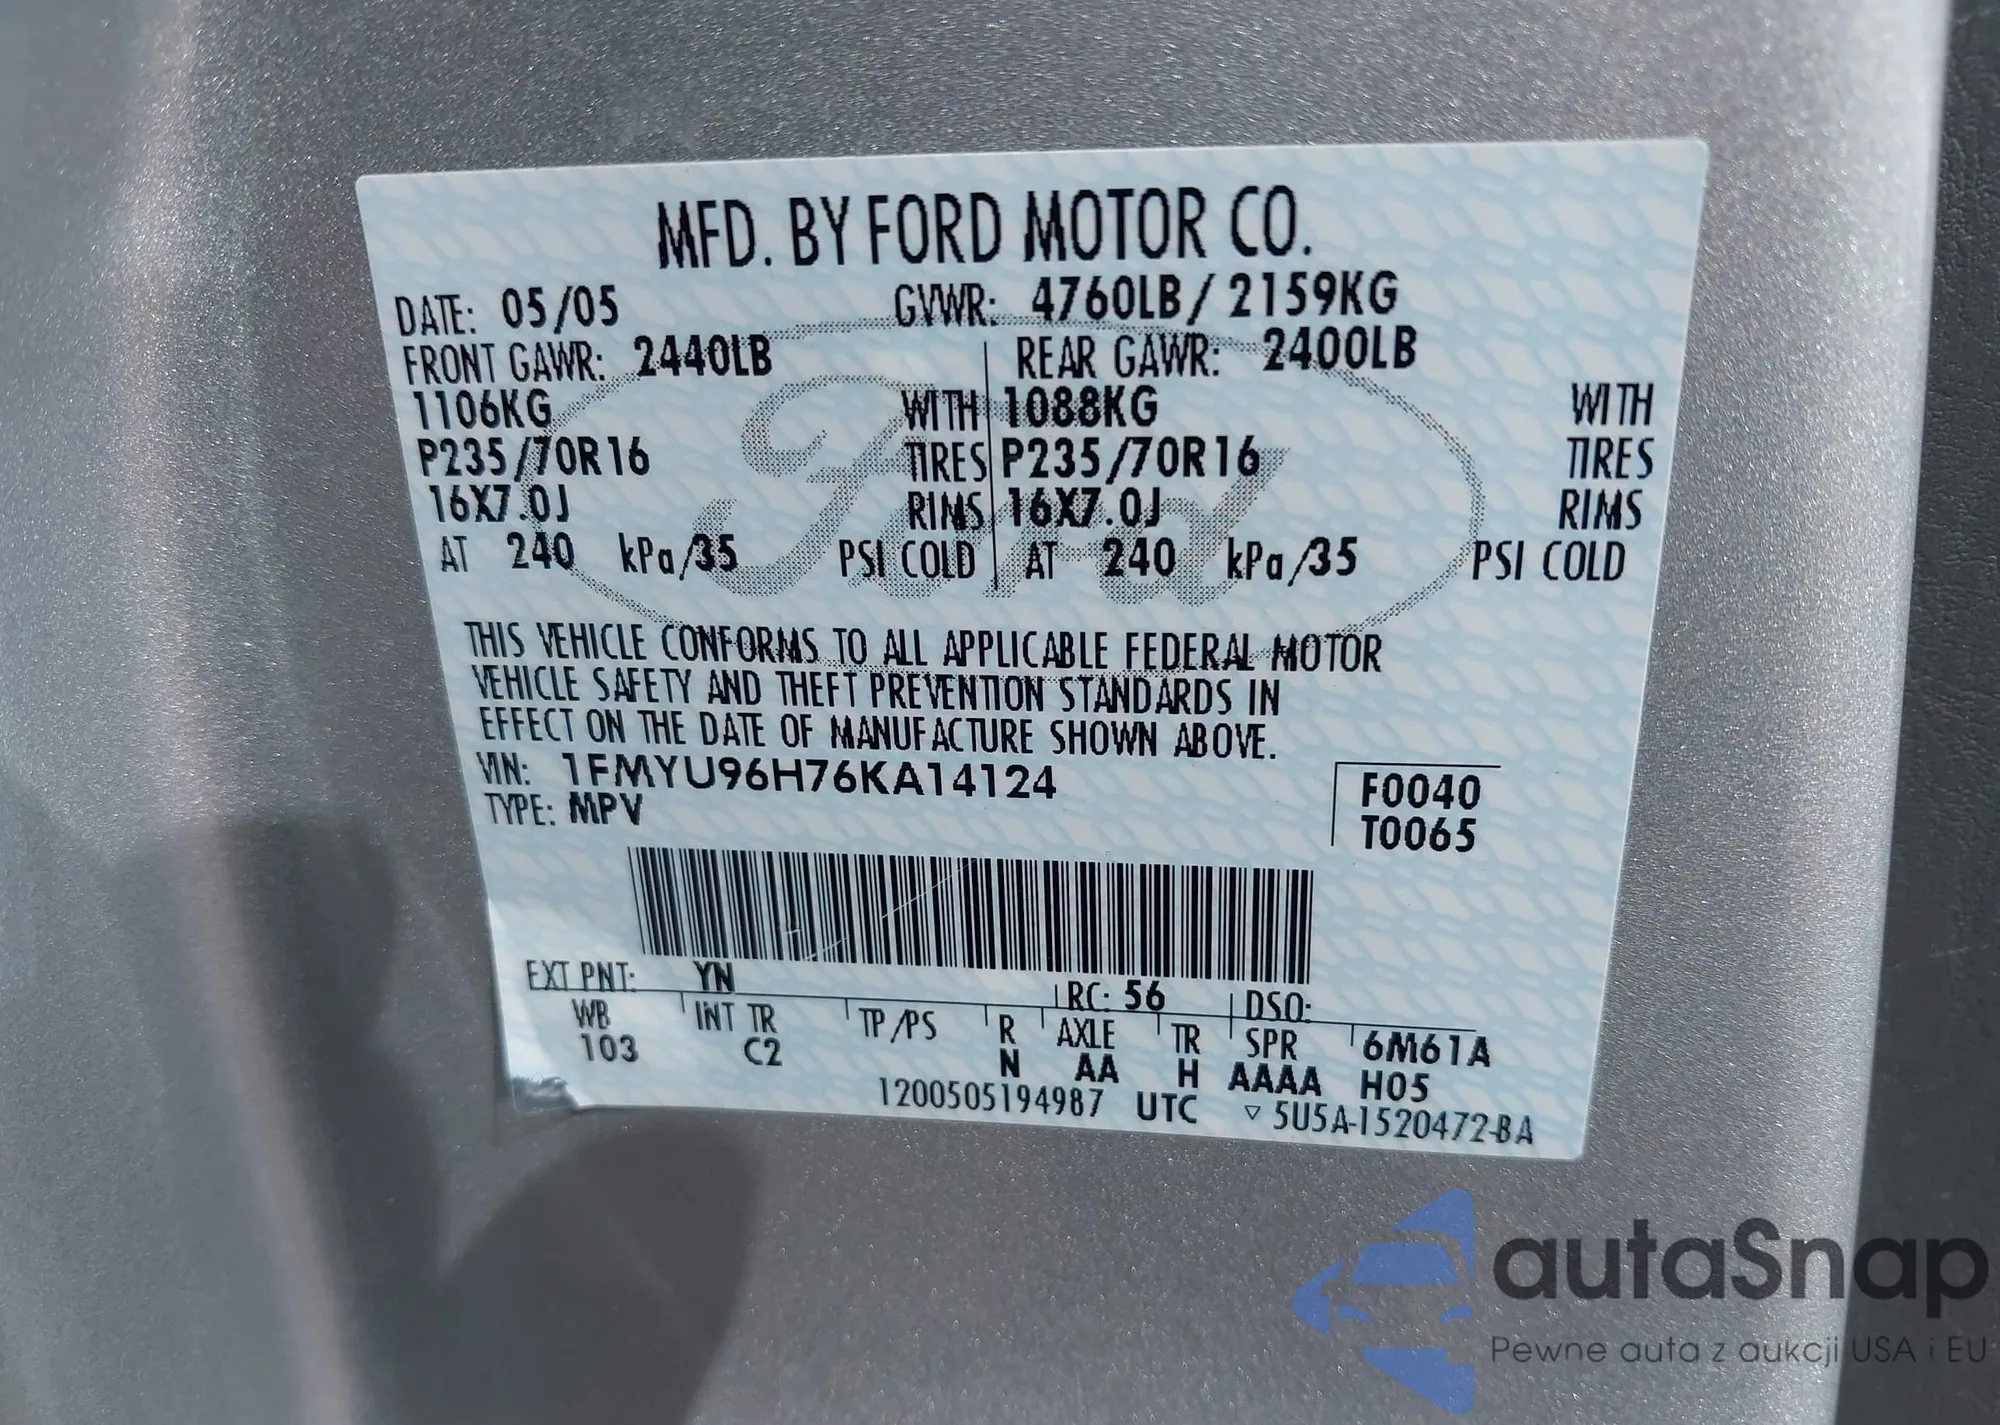 MFD. BY FORD MOTOR CO.
DATE: 05/05 GVWR: 4760LB/2159KG
FRONT GAWR: 2440LB REAR GAWR: 2400LB
1106KG WITH 1088KG WITH
P235/70R16 TIRES P235/70R16 TIRES
16X7.0J RIMS 16X7.0J RIMS
AT 240 kPa/35 PSI COLD AT 240 kPa/35 PSI COLD
THIS VEHICLE CONFORMS TO ALL APPLICABLE FEDERAL MOTOR
VEHICLE SAFETY AND THEFT PREVENTION STANDARDS IN
EFFECT ON THE DATE OF MANUFACTURE SHOWN ABOVE.
VIN: 1FMYU96H76KA14124 F0040
TYPE: MPV T0065
EXT PNT: YN RC: 56 DSO:
WB INT TR TP/PS R AXLE TR SPR 6M61A
103 C2 N AA H AAAA H05
1200505194987 UTC ▽ 5U5A-1520472-BA
Ford
autaSnap
Pewne auta z aukcji USA i EU